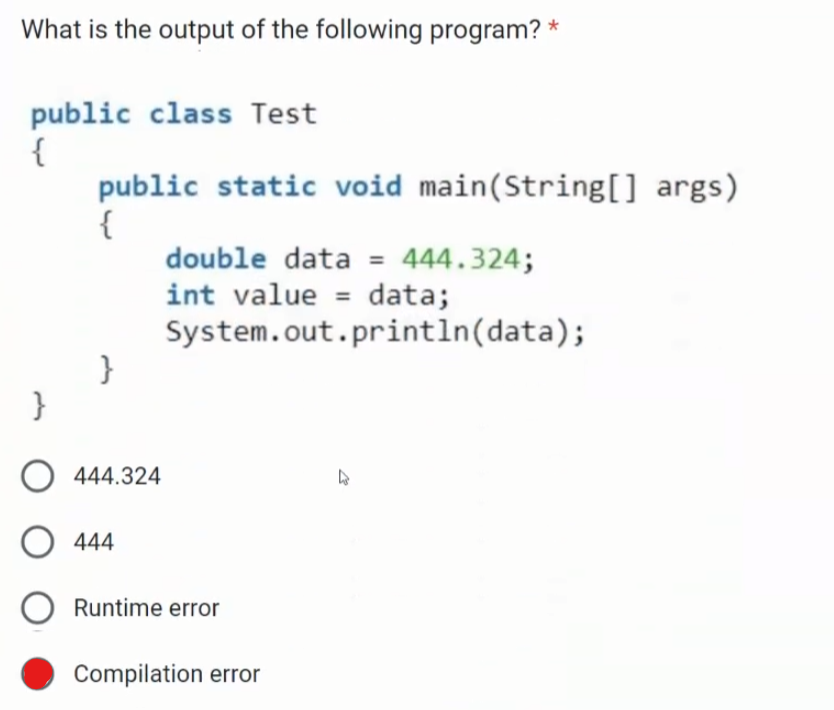 What is the output of the following program? *
public class Test
{
public static void main(String[] args)
{
double data = 444.324;
int value = data;
System.out.println(data);
}
}
444.324
444
Runtime error
Compilation error